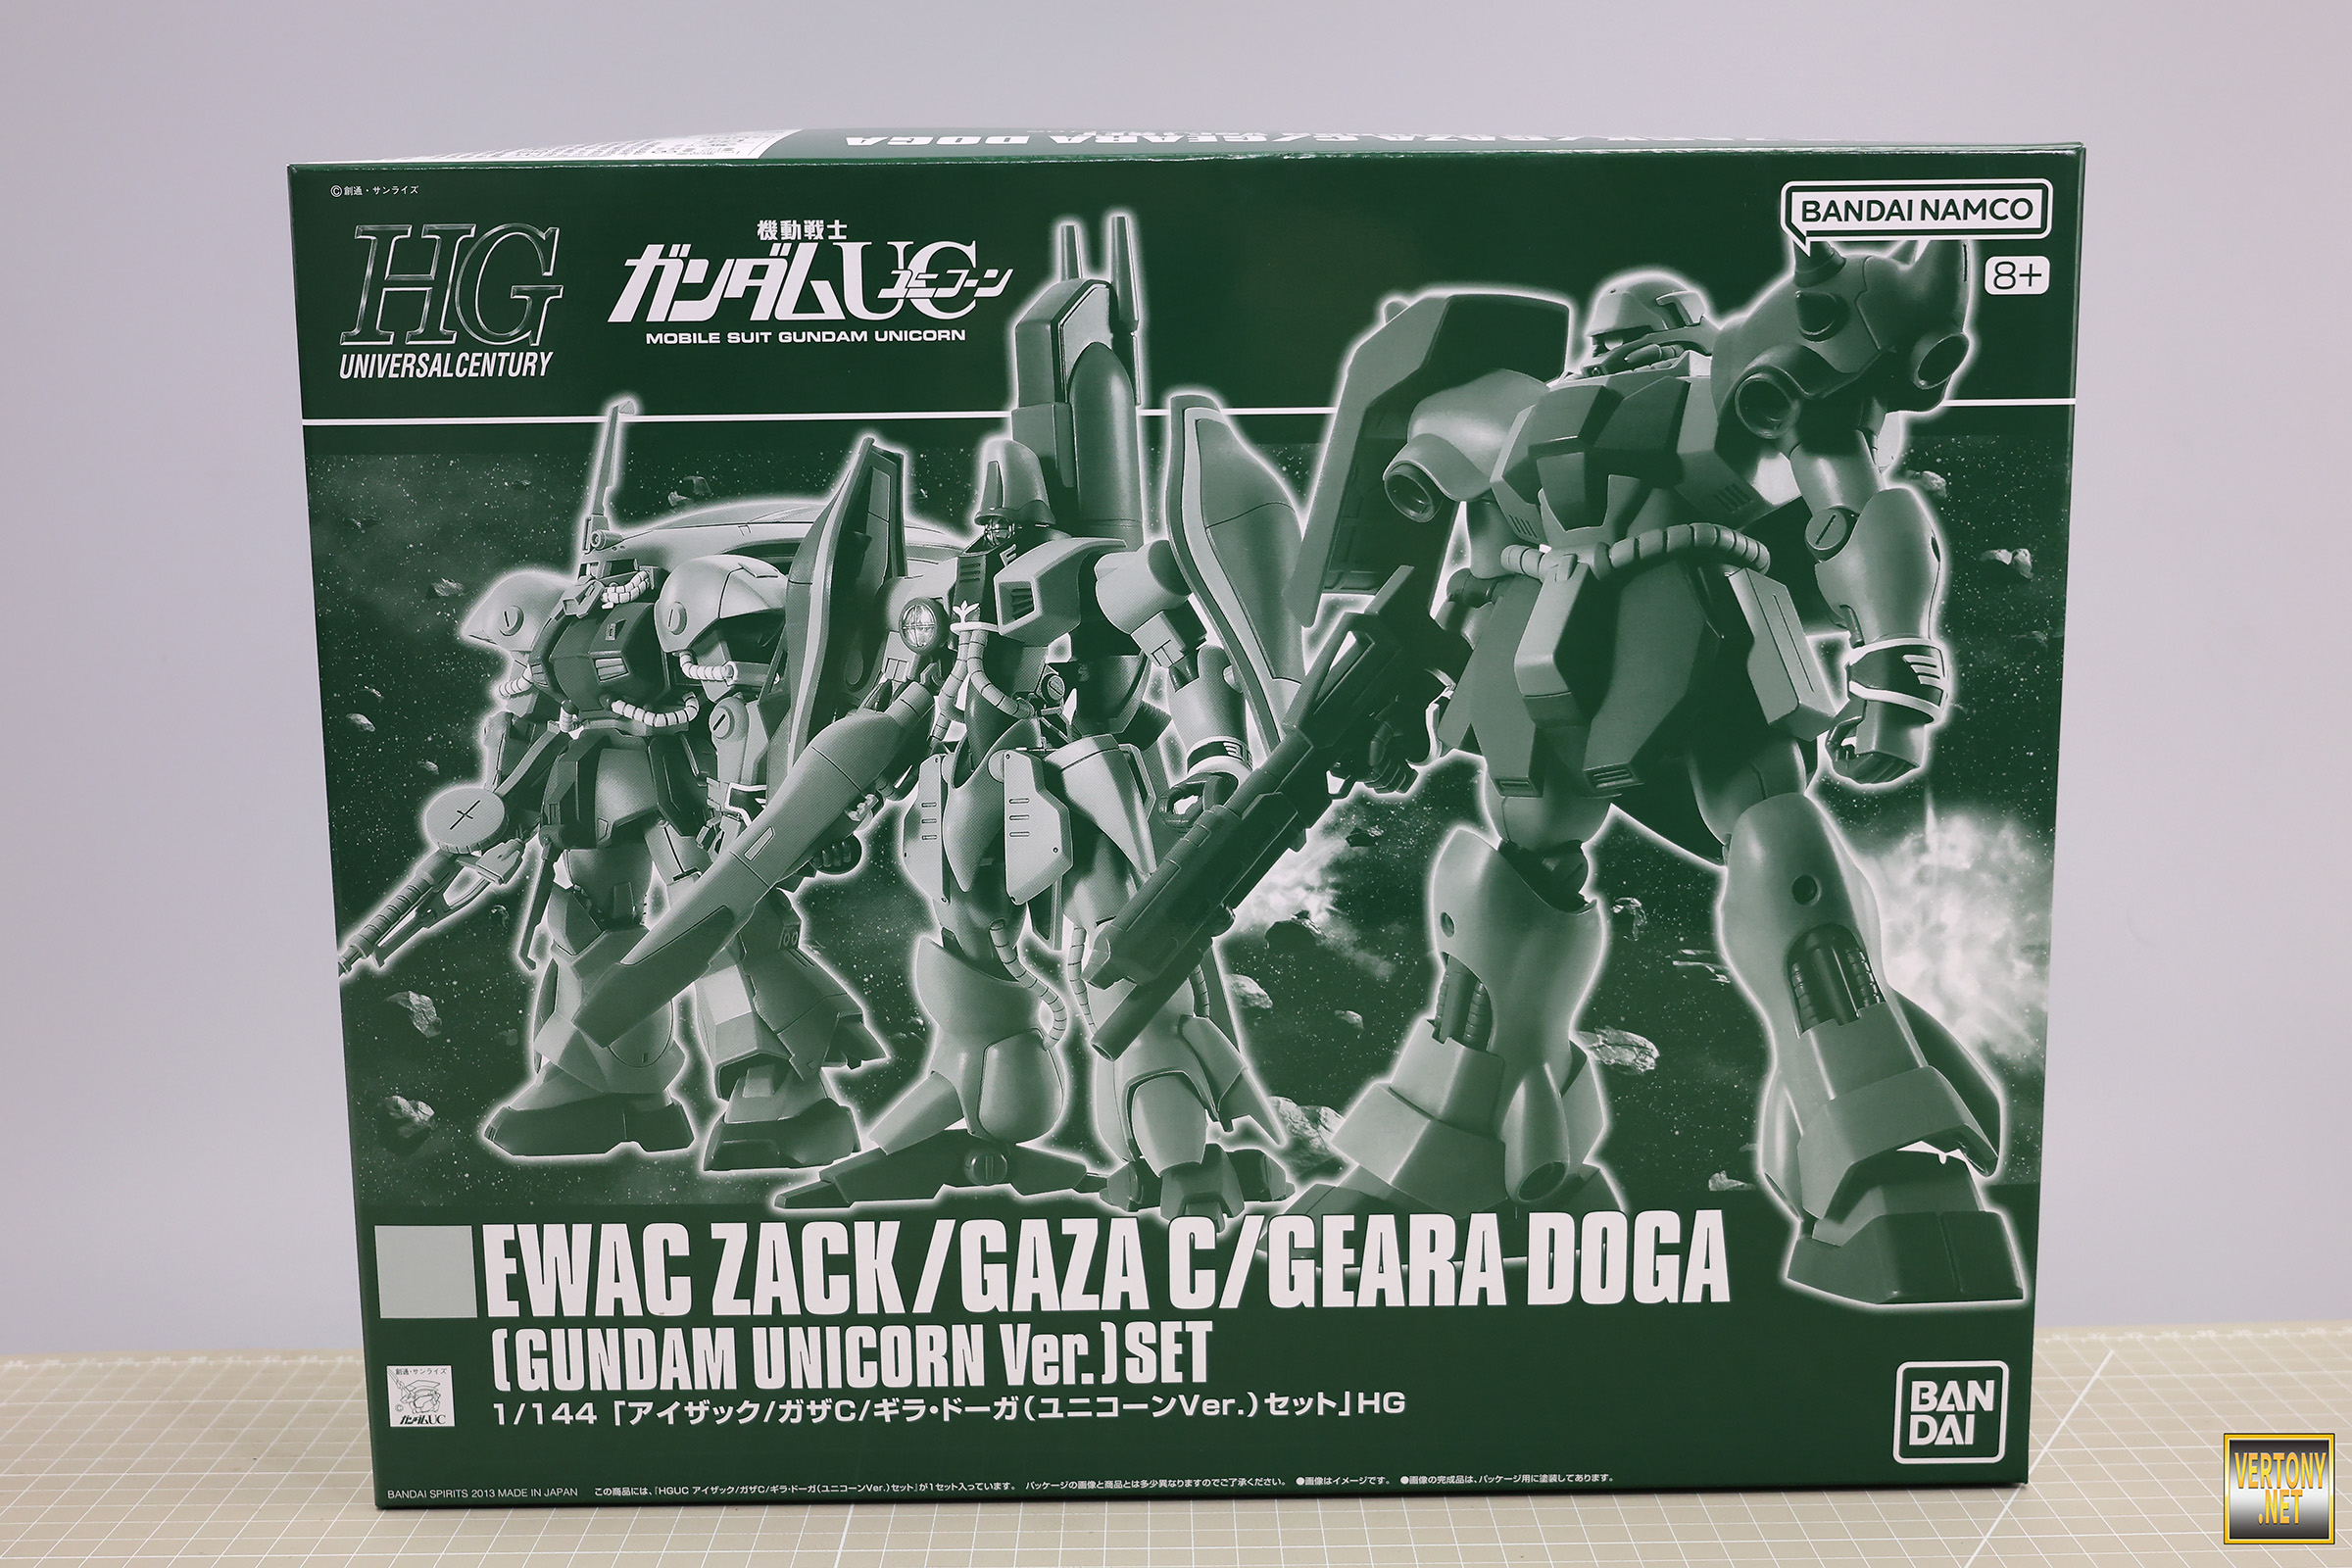 ©創通・サンライズ
HG
UNIVERSALCENTURY
機動戦士
ガンダムUC
ユニコーン
MOBILE SUIT GUNDAM UNICORN
BANDAI NAMCO
8+
EWAC ZACK/GAZA C/GEARA DOGA
(GUNDAM UNICORN Ver.)SET
1/144「アイザック/ガザC/ギラ・ドーガ(ユニコーンVer.)セット」HG
創通・サンライズ
©
ガンダムUC
BAN
DAI
BANDAI SPIRITS 2013 MADE IN JAPAN この商品には、「HGUC アイザック/ガザC/ギラ・ドーガ(ユニコーンVer.)セット」が1セット入っています。 パッケージの画像と商品とは多少異なりますのでご了承ください。 ●画像はイメージです。 ●画像の完成品は、パッケージ用に塗装してあります。
VERTONY
.NET